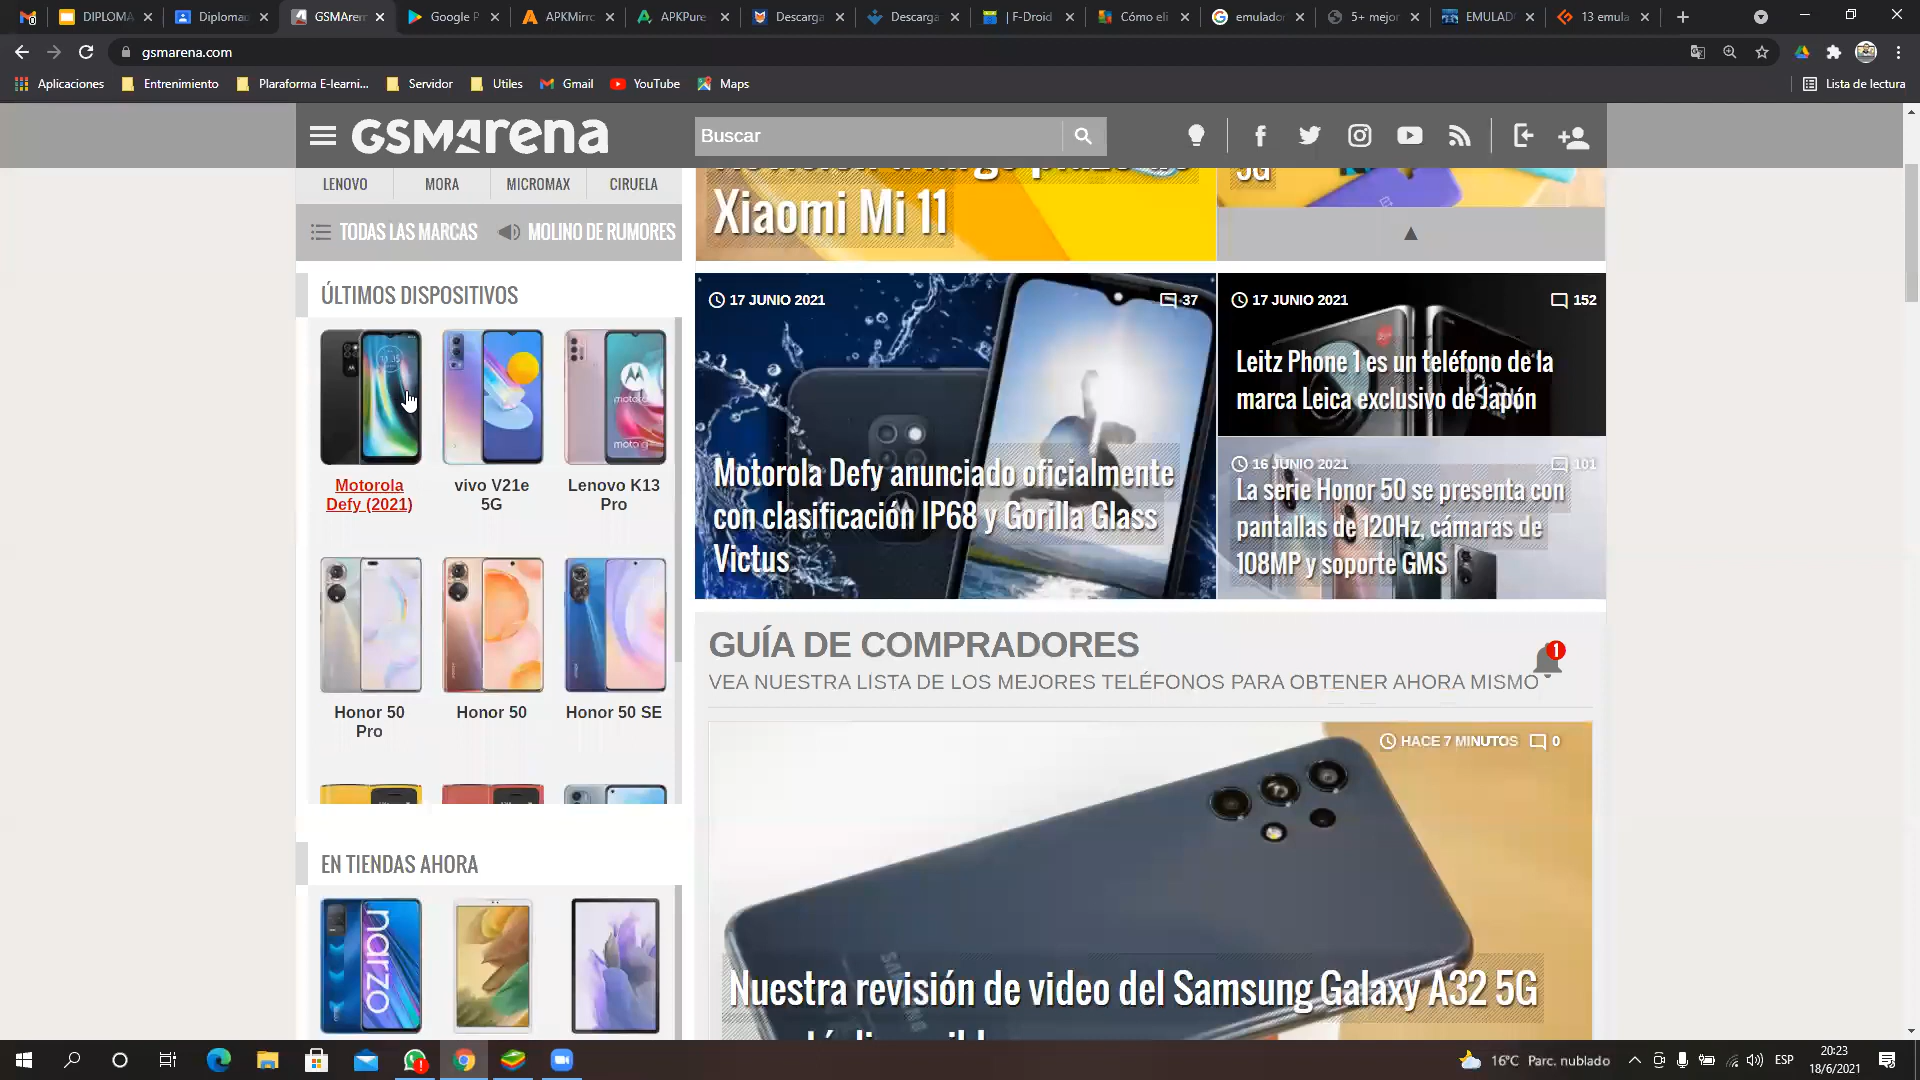 DIPLOMA
Diplomad
GSMArem
Google P
APKMirro
APKPure
Descarga
Descarga
| F-Droid
Cómo eli
emulado
5+ mejor
EMULAD
13 emula
gsmarena.com
Aplicaciones
Entrenimiento
Plaraforma E-learni...
Servidor
Utiles
Gmail
YouTube
Maps
Lista de lectura
GSMArena
Buscar
LENOVO
MORA
MICROMAX
CIRUELA
Xiaomi Mi 11
5G
TODAS LAS MARCAS
MOLINO DE RUMORES
ÚLTIMOS DISPOSITIVOS
Motorola
Defy (2021)
vivo V21e
5G
Lenovo K13
Pro
Honor 50
Pro
Honor 50
Honor 50 SE
EN TIENDAS AHORA
narzo
17 JUNIO 2021
37
Motorola Defy anunciado oficialmente
con clasificación IP68 y Gorilla Glass
Victus
17 JUNIO 2021
152
Leitz Phone 1 es un teléfono de la
marca Leica exclusivo de Japón
16 JUNIO 2021
101
La serie Honor 50 se presenta con
pantallas de 120Hz, cámaras de
108MP y soporte GMS
GUÍA DE COMPRADORES
VEA NUESTRA LISTA DE LOS MEJORES TELÉFONOS PARA OBTENER AHORA MISMO
1
HACE 7 MINUTOS
0
SAMSUNG
Nuestra revisión de video del Samsung Galaxy A32 5G
16°C Parc. nublado
ESP
20:23
18/6/2021